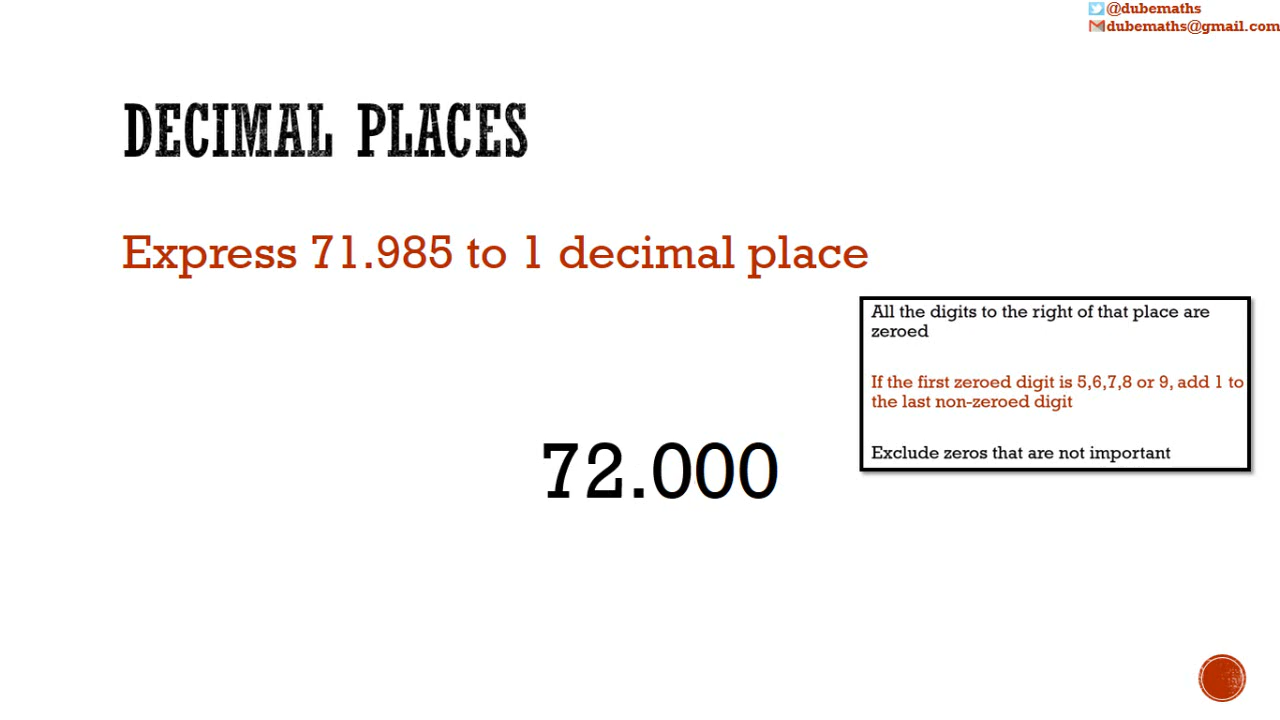 @dubemaths
dubemaths@gmail.com
DECIMAL PLACES
Express 71.985 to 1 decimal place
All the digits to the right of that place are
zeroed
If the first zeroed digit is 5,6,7,8 or 9, add 1 to
the last non-zeroed digit
Exclude zeros that are not important
72.000